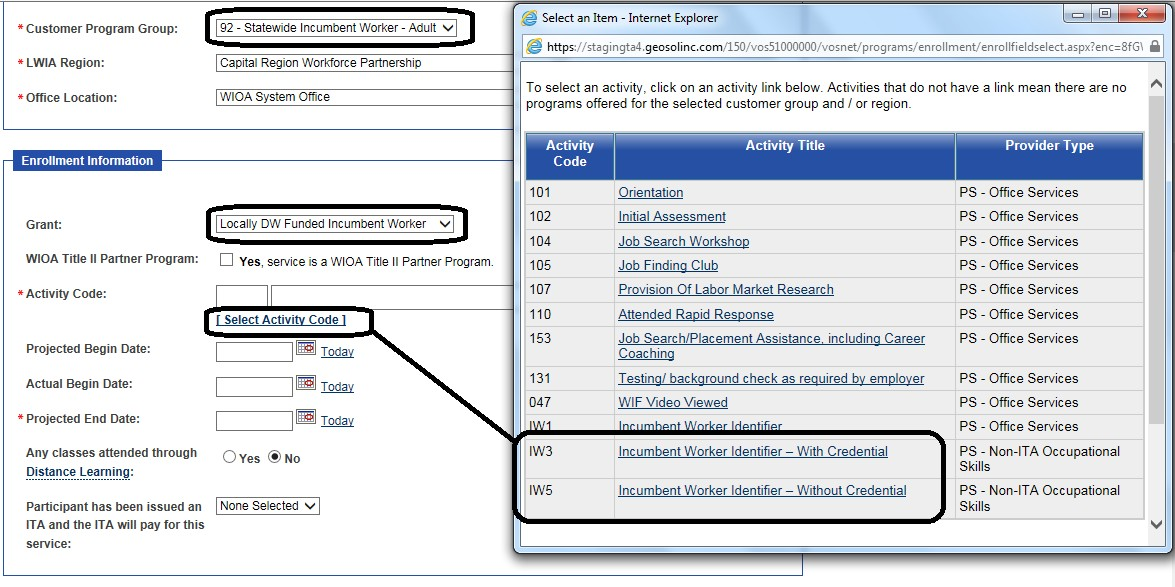 * Customer Program Group:
92 - Statewide Incumbent Worker - Adult
* LWIA Region:
Capital Region Workforce Partnership
* Office Location:
WIOA System Office
Enrollment Information
Grant:
Locally DW Funded Incumbent Worker
WIOA Title II Partner Program:
Yes, service is a WIOA Title II Partner Program.
* Activity Code:
[ Select Activity Code ]
Projected Begin Date:
Today
Actual Begin Date:
Today
* Projected End Date:
Today
Any classes attended through
Distance Learning:
Yes No
Participant has been issued an
ITA and the ITA will pay for this
service:
None Selected
Select an Item - Internet Explorer
https://stagingta4.geosolinc.com/150/vos51000000/vosnet/programs/enrollment/enrollfieldselect.aspx?enc=8fG
To select an activity, click on an activity link below. Activities that do not have a link mean there are no
programs offered for the selected customer group and / or region.
Activity
Code
Activity Title
Provider Type
101 Orientation PS - Office Services
102 Initial Assessment PS - Office Services
104 Job Search Workshop PS - Office Services
105 Job Finding Club PS - Office Services
107 Provision Of Labor Market Research PS - Office Services
110 Attended Rapid Response PS - Office Services
153 Job Search/Placement Assistance, including Career PS - Office Services
Coaching
131 Testing/ background check as required by employer PS - Office Services
047 WIF Video Viewed PS - Office Services
IW1 Incumbent Worker Identifier PS - Office Services
IW3 Incumbent Worker Identifier – With Credential PS - Non-ITA Occupational
Skills
IW5 Incumbent Worker Identifier – Without Credential PS - Non-ITA Occupational
Skills